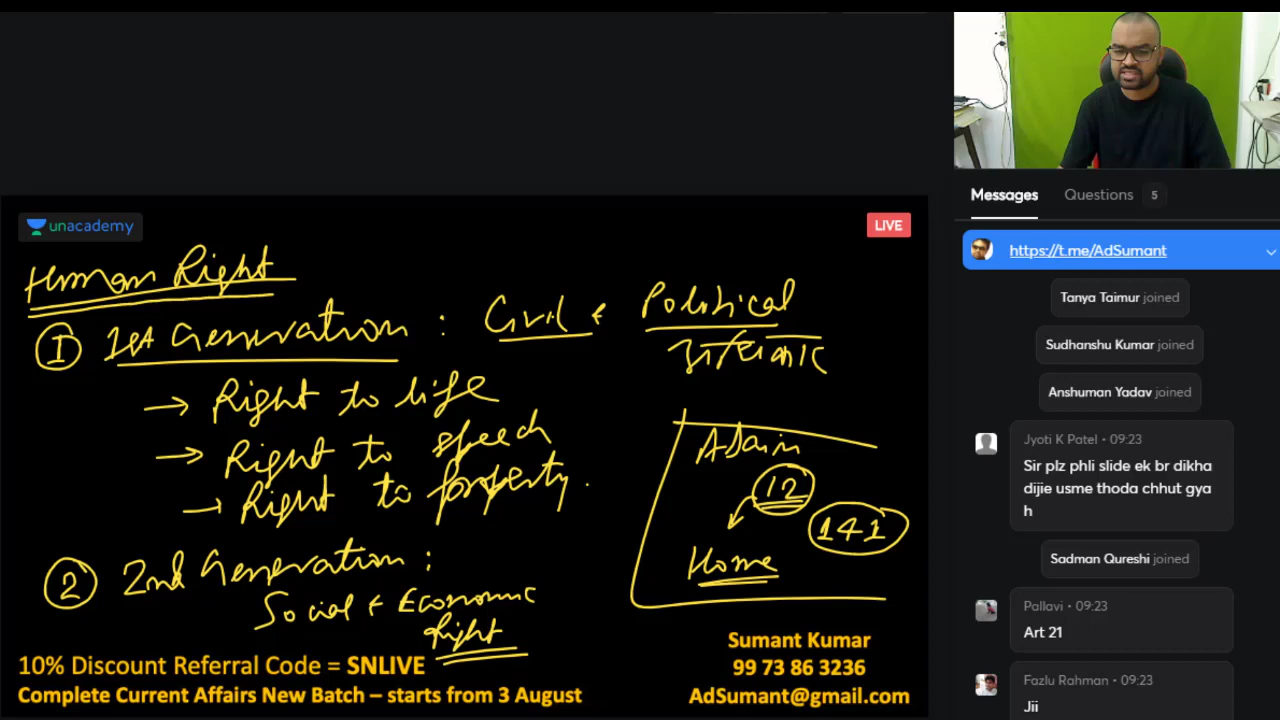 unacademy
LIVE
Human Right
1 1st Generation : Civil & Political
→ Right to life
→ Right to speech
→ Right to property.
Again
12
141
Home
2 2nd Generation :
Social & Economic
Right
10% Discount Referral Code = SNLIVE
Complete Current Affairs New Batch – starts from 3 August
Sumant Kumar
99 73 86 3236
AdSumant@gmail.com
Messages Questions 5
https://t.me/AdSumant
Tanya Taimur joined
Sudhanshu Kumar joined
Anshuman Yadav joined
Jyoti K Patel • 09:23
Sir plz phli slide ek br dikha
dijie usme thoda chhut gya
h
Sadman Qureshi joined
Pallavi • 09:23
Art 21
Fazlu Rahman • 09:23
Jii